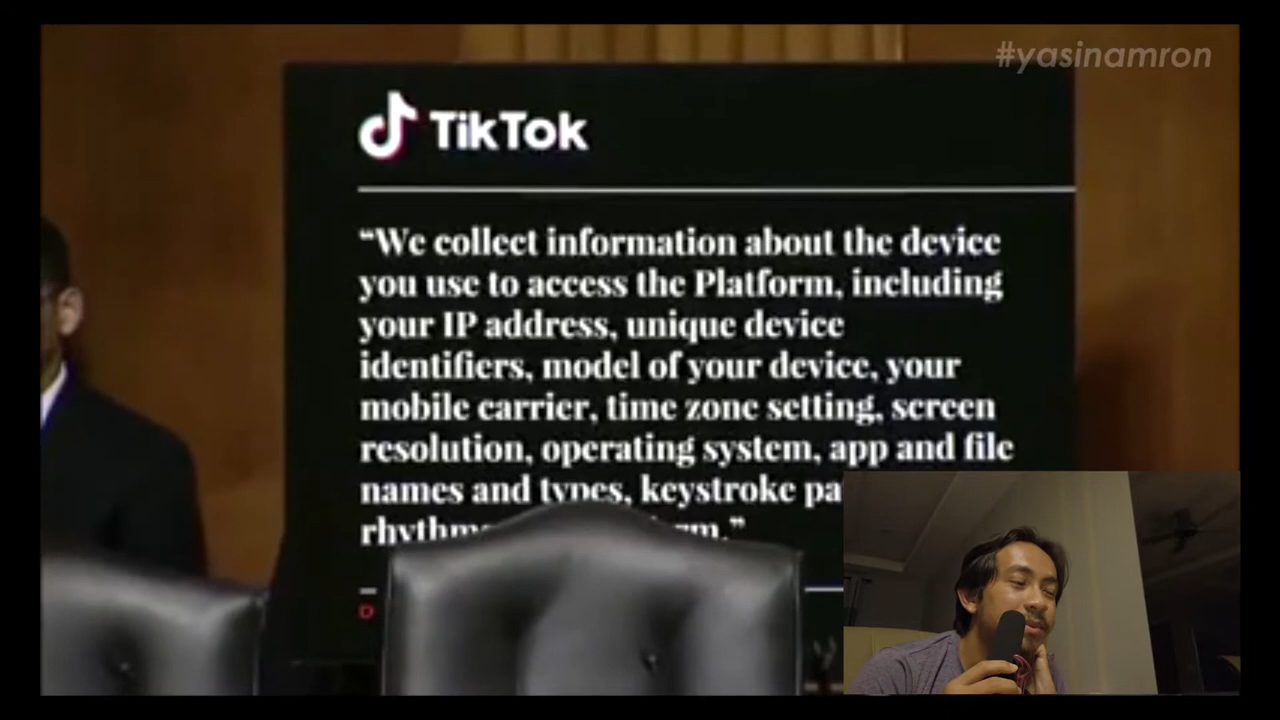 #yasinamron
TikTok
“We collect information about the device
you use to access the Platform, including
your IP address, unique device
identifiers, model of your device, your
mobile carrier, time zone setting, screen
resolution, operating system, app and file
names and types, keystroke